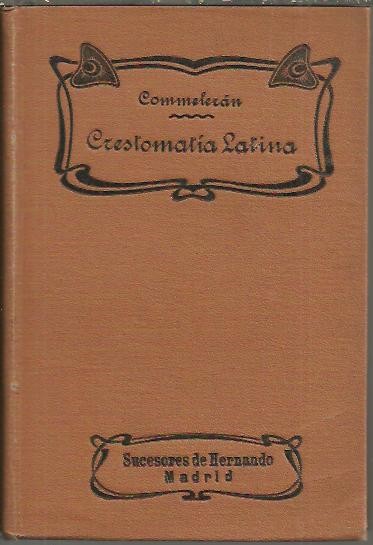 Commelerán
Crestomatía Latina
Sucesores de Hernando
Madrid